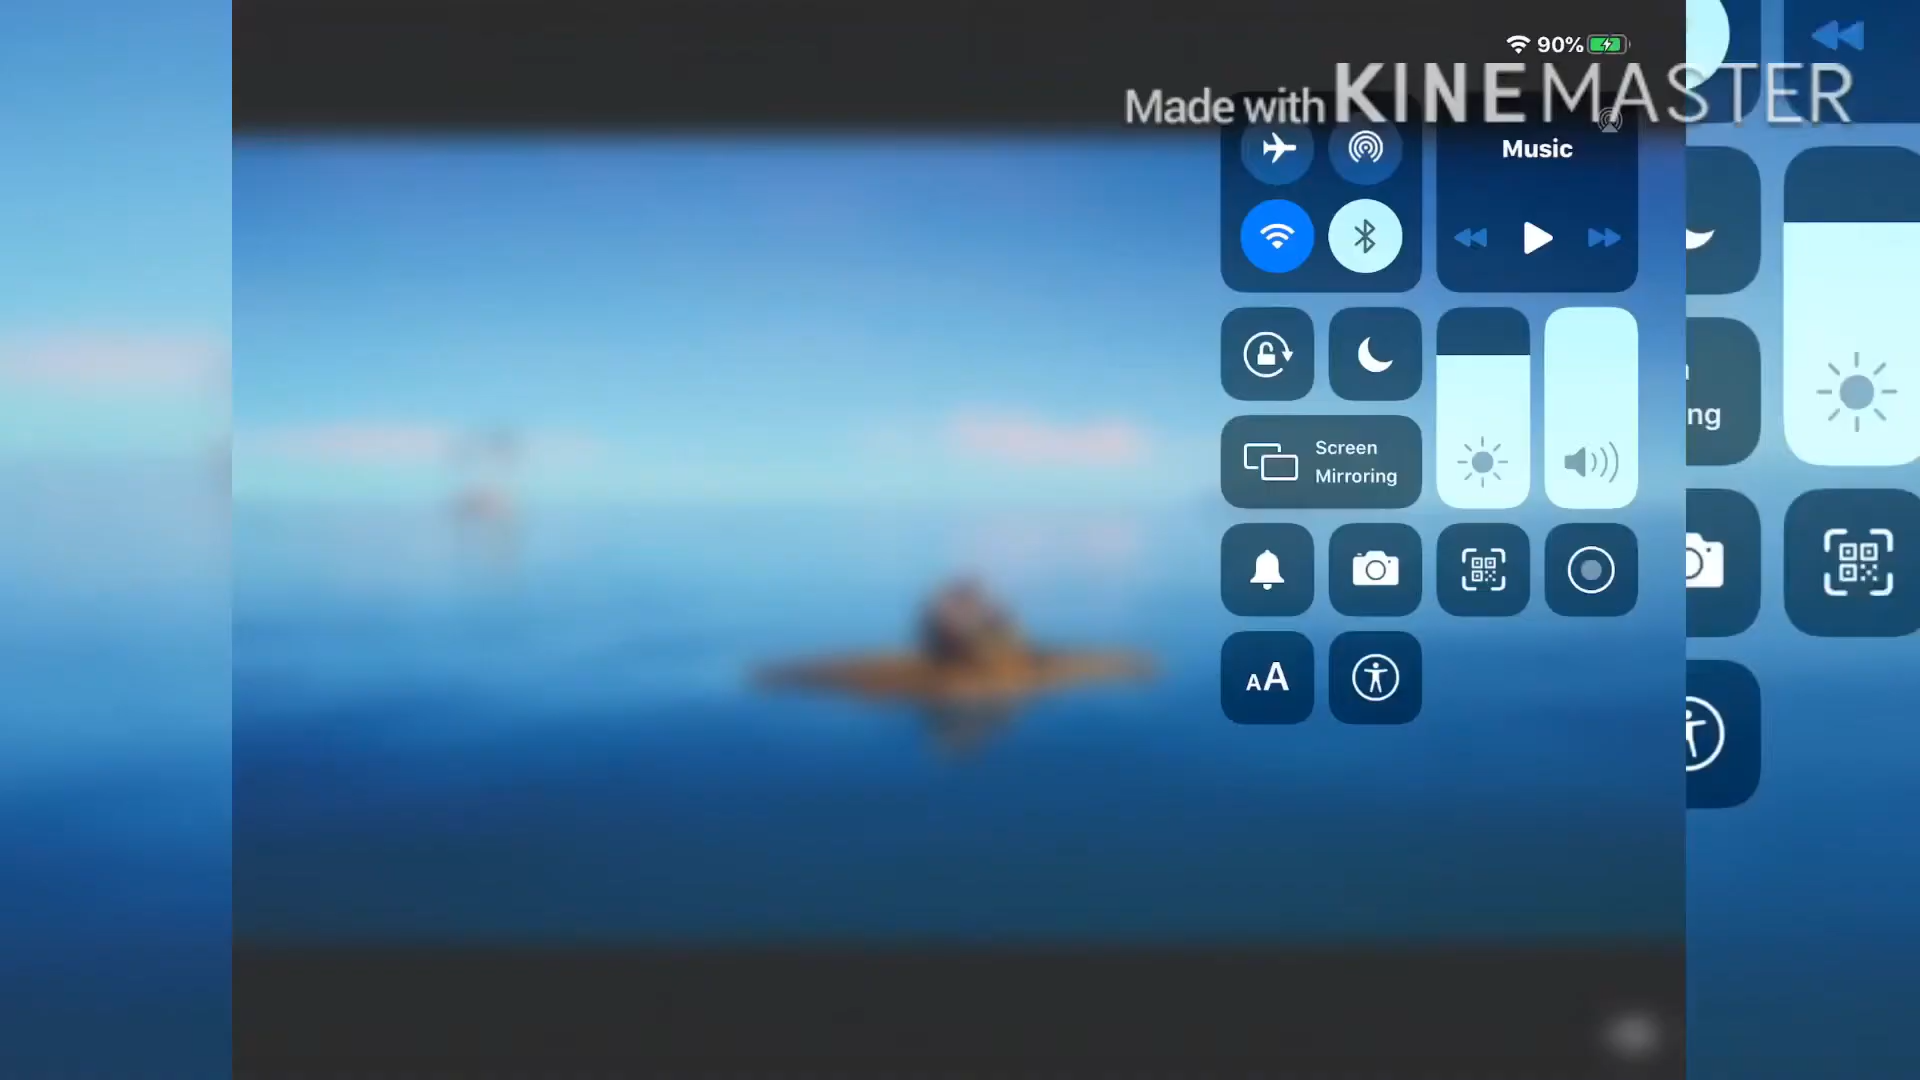 90%
Made with KINEMASTER
Music
Screen
Mirroring
ng
AA